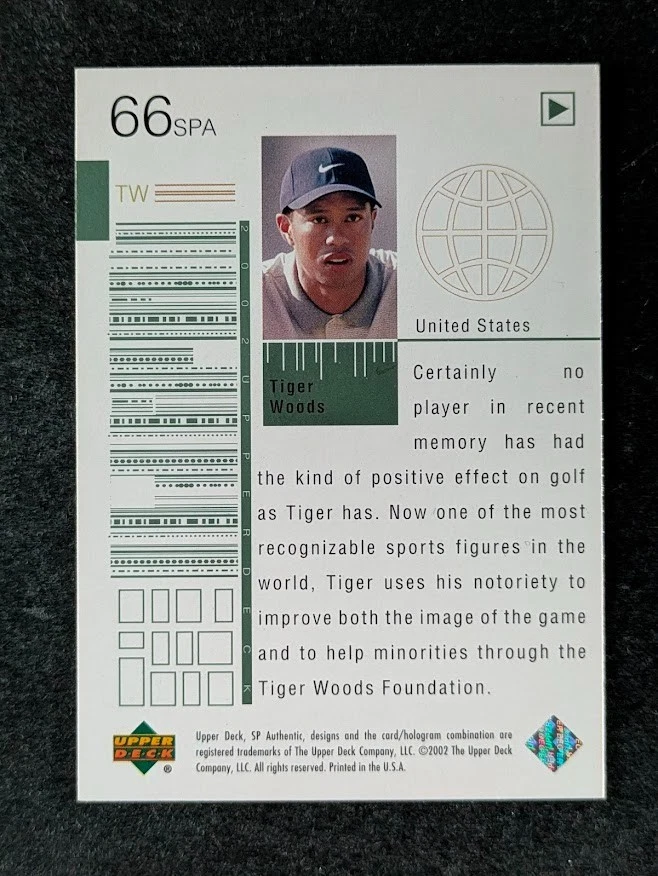 66SPA
TW
2002 UPPER DECK
United States
Tiger
Woods
Certainly no
player in recent
memory has had
the kind of positive effect on golf
as Tiger has. Now one of the most
recognizable sports figures in the
world, Tiger uses his notoriety to
improve both the image of the game
and to help minorities through the
Tiger Woods Foundation.
UPPER
DECK
®
Upper Deck, SP Authentic, designs and the card/hologram combination are
registered trademarks of The Upper Deck Company, LLC. ©2002 The Upper Deck
Company, LLC. All rights reserved. Printed in the U.S.A.